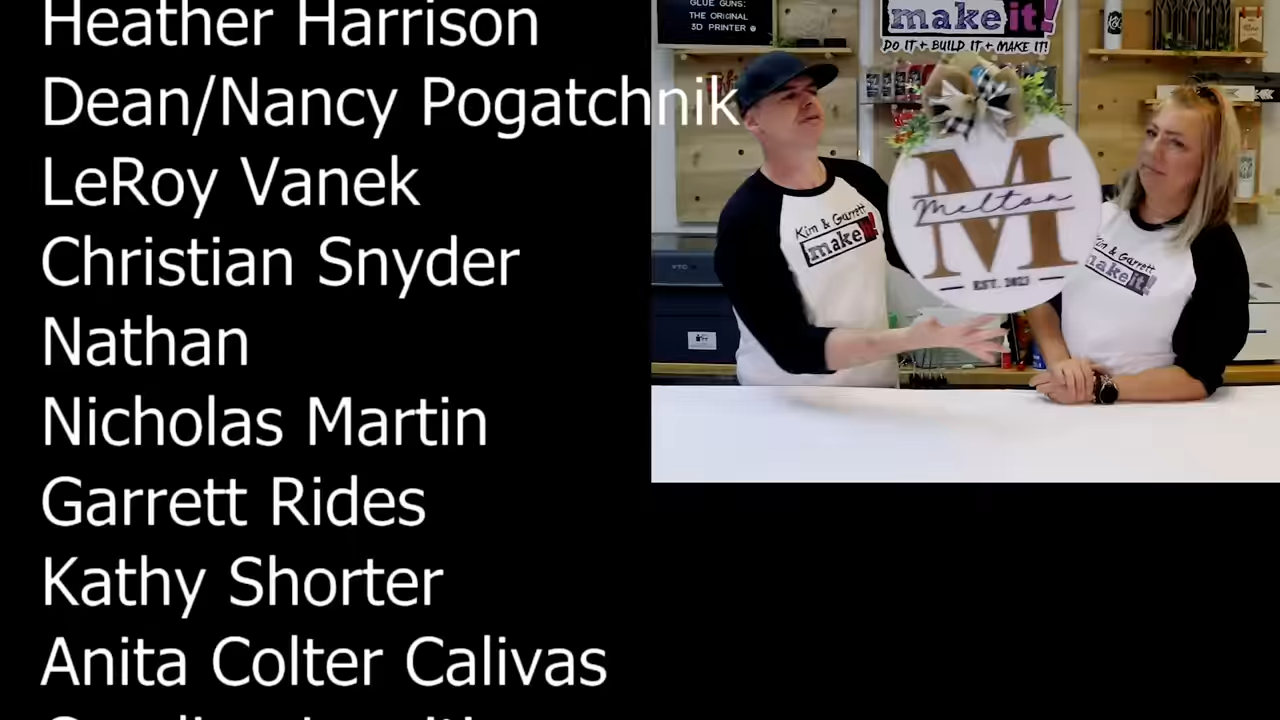 Heather Harrison
Dean/Nancy Pogatchnik
LeRoy Vanek
Christian Snyder
Nathan
Nicholas Martin
Garrett Rides
Kathy Shorter
Anita Colter Calivas
GLUE GUNS:
THE ORIGINAL
3D PRINTER
make it!
DO IT + BUILD IT + MAKE IT!
Kim & Garrett
make it!
M
Melton
EST. 2023
Kim & Garrett
make it!